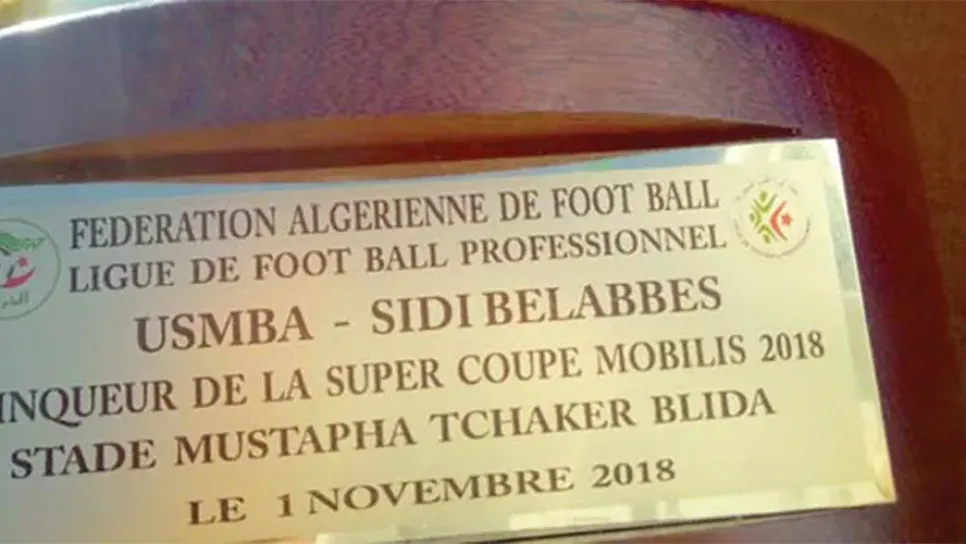 FEDERATION ALGERIENNE DE FOOT BALL
LIGUE DE FOOT BALL PROFESSIONNEL
USMBA - SIDI BELABBES
INQUEUR DE LA SUPER COUPE MOBILIS 2018
STADE MUSTAPHA TCHAKER BLIDA
LE 1 NOVEMBRE 2018